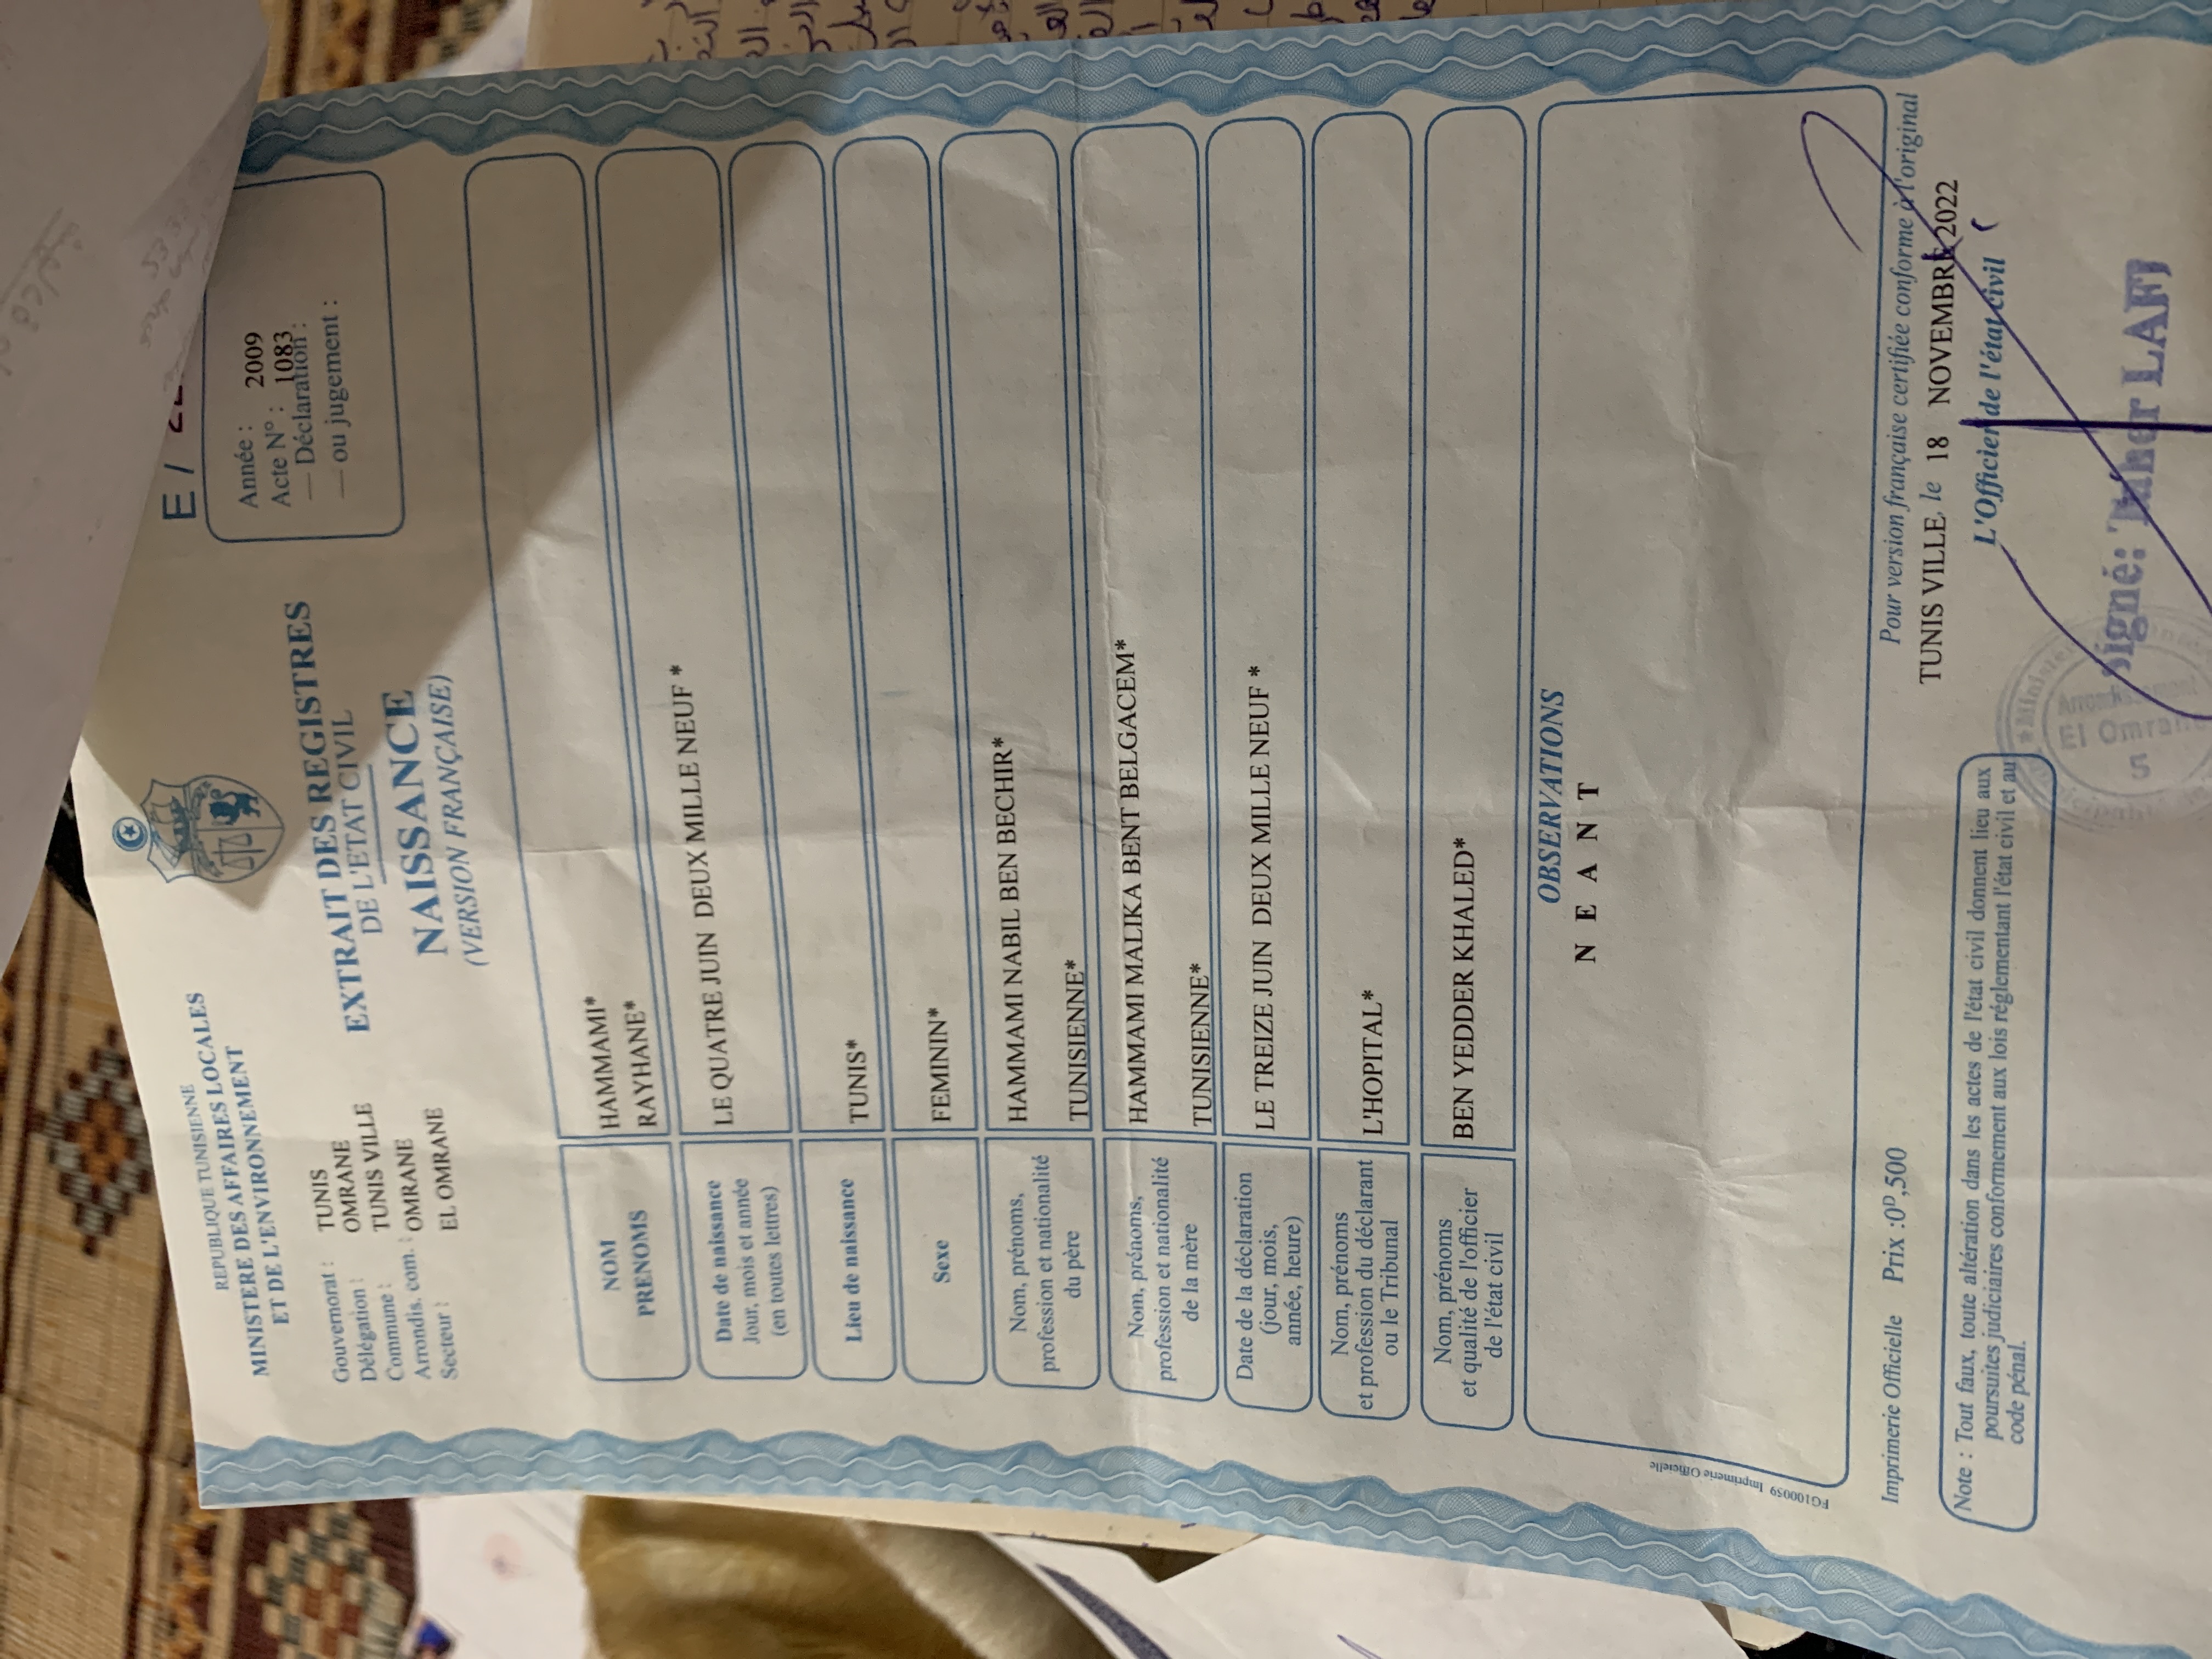 REPUBLIQUE TUNISIENNE
MINISTERE DES AFFAIRES LOCALES
ET DE L'ENVIRONNEMENT
Gouvernorat : TUNIS
Délégation : OMRANE
Commune : TUNIS VILLE
Arrondis. com. : OMRANE
Secteur : EL OMRANE
EXTRAIT DES REGISTRES
DE L'ETAT CIVIL
NAISSANCE
(VERSION FRANÇAISE)
E /
Année : 2009
Acte N° : 1083
— Déclaration :
— ou jugement :
NOM HAMMAMI*
PRENOMS RAYHANE*
Date de naissance
Jour, mois et année
(en toutes lettres)
LE QUATRE JUIN DEUX MILLE NEUF *
Lieu de naissance TUNIS*
Sexe FEMININ*
Nom, prénoms,
profession et nationalité
du père
HAMMAMI NABIL BEN BECHIR*
TUNISIENNE*
Nom, prénoms,
profession et nationalité
de la mère
HAMMAMI MALIKA BENT BELGACEM*
TUNISIENNE*
Date de la déclaration
(jour, mois,
année, heure)
LE TREIZE JUIN DEUX MILLE NEUF *
Nom, prénoms
et profession du déclarant
ou le Tribunal
L'HOPITAL*
Nom, prénoms
et qualité de l'officier
de l'état civil
BEN YEDDER KHALED*
OBSERVATIONS
N E A N T
FG100059 Imprimerie Officielle
Imprimerie Officielle Prix :0ᴰ,500
Pour version française certifiée conforme à l'original
TUNIS VILLE, le 18 NOVEMBRE 2022
L'Officier de l'état civil
Note : Tout faux, toute altération dans les actes de l'état civil donnent lieu aux
poursuites judiciaires conformement aux lois réglementant l'état civil et au
code pénal.
El Omrane
5
Signé: Taher LAFI